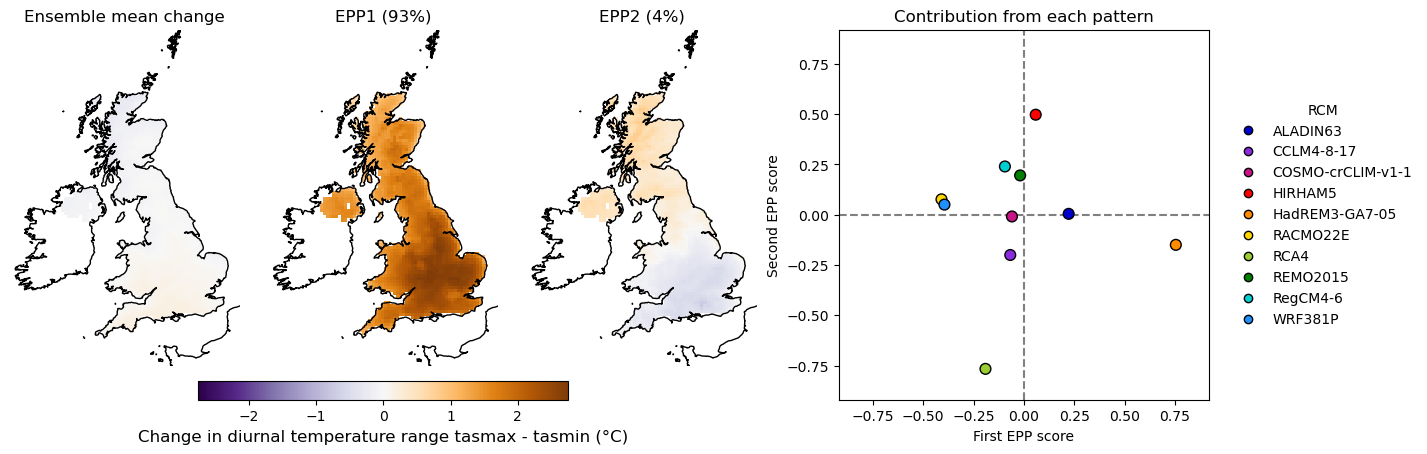 Ensemble mean change
EPP1 (93%)
EPP2 (4%)
Contribution from each pattern
−2
−1
0
1
2
Change in diurnal temperature range tasmax - tasmin (°C)
0.75
0.50
0.25
0.00
−0.25
−0.50
−0.75
Second EPP score
−0.75
−0.50
−0.25
0.00
0.25
0.50
0.75
First EPP score
RCM
ALADIN63
CCLM4-8-17
COSMO-crCLIM-v1-1
HIRHAM5
HadREM3-GA7-05
RACMO22E
RCA4
REMO2015
RegCM4-6
WRF381P